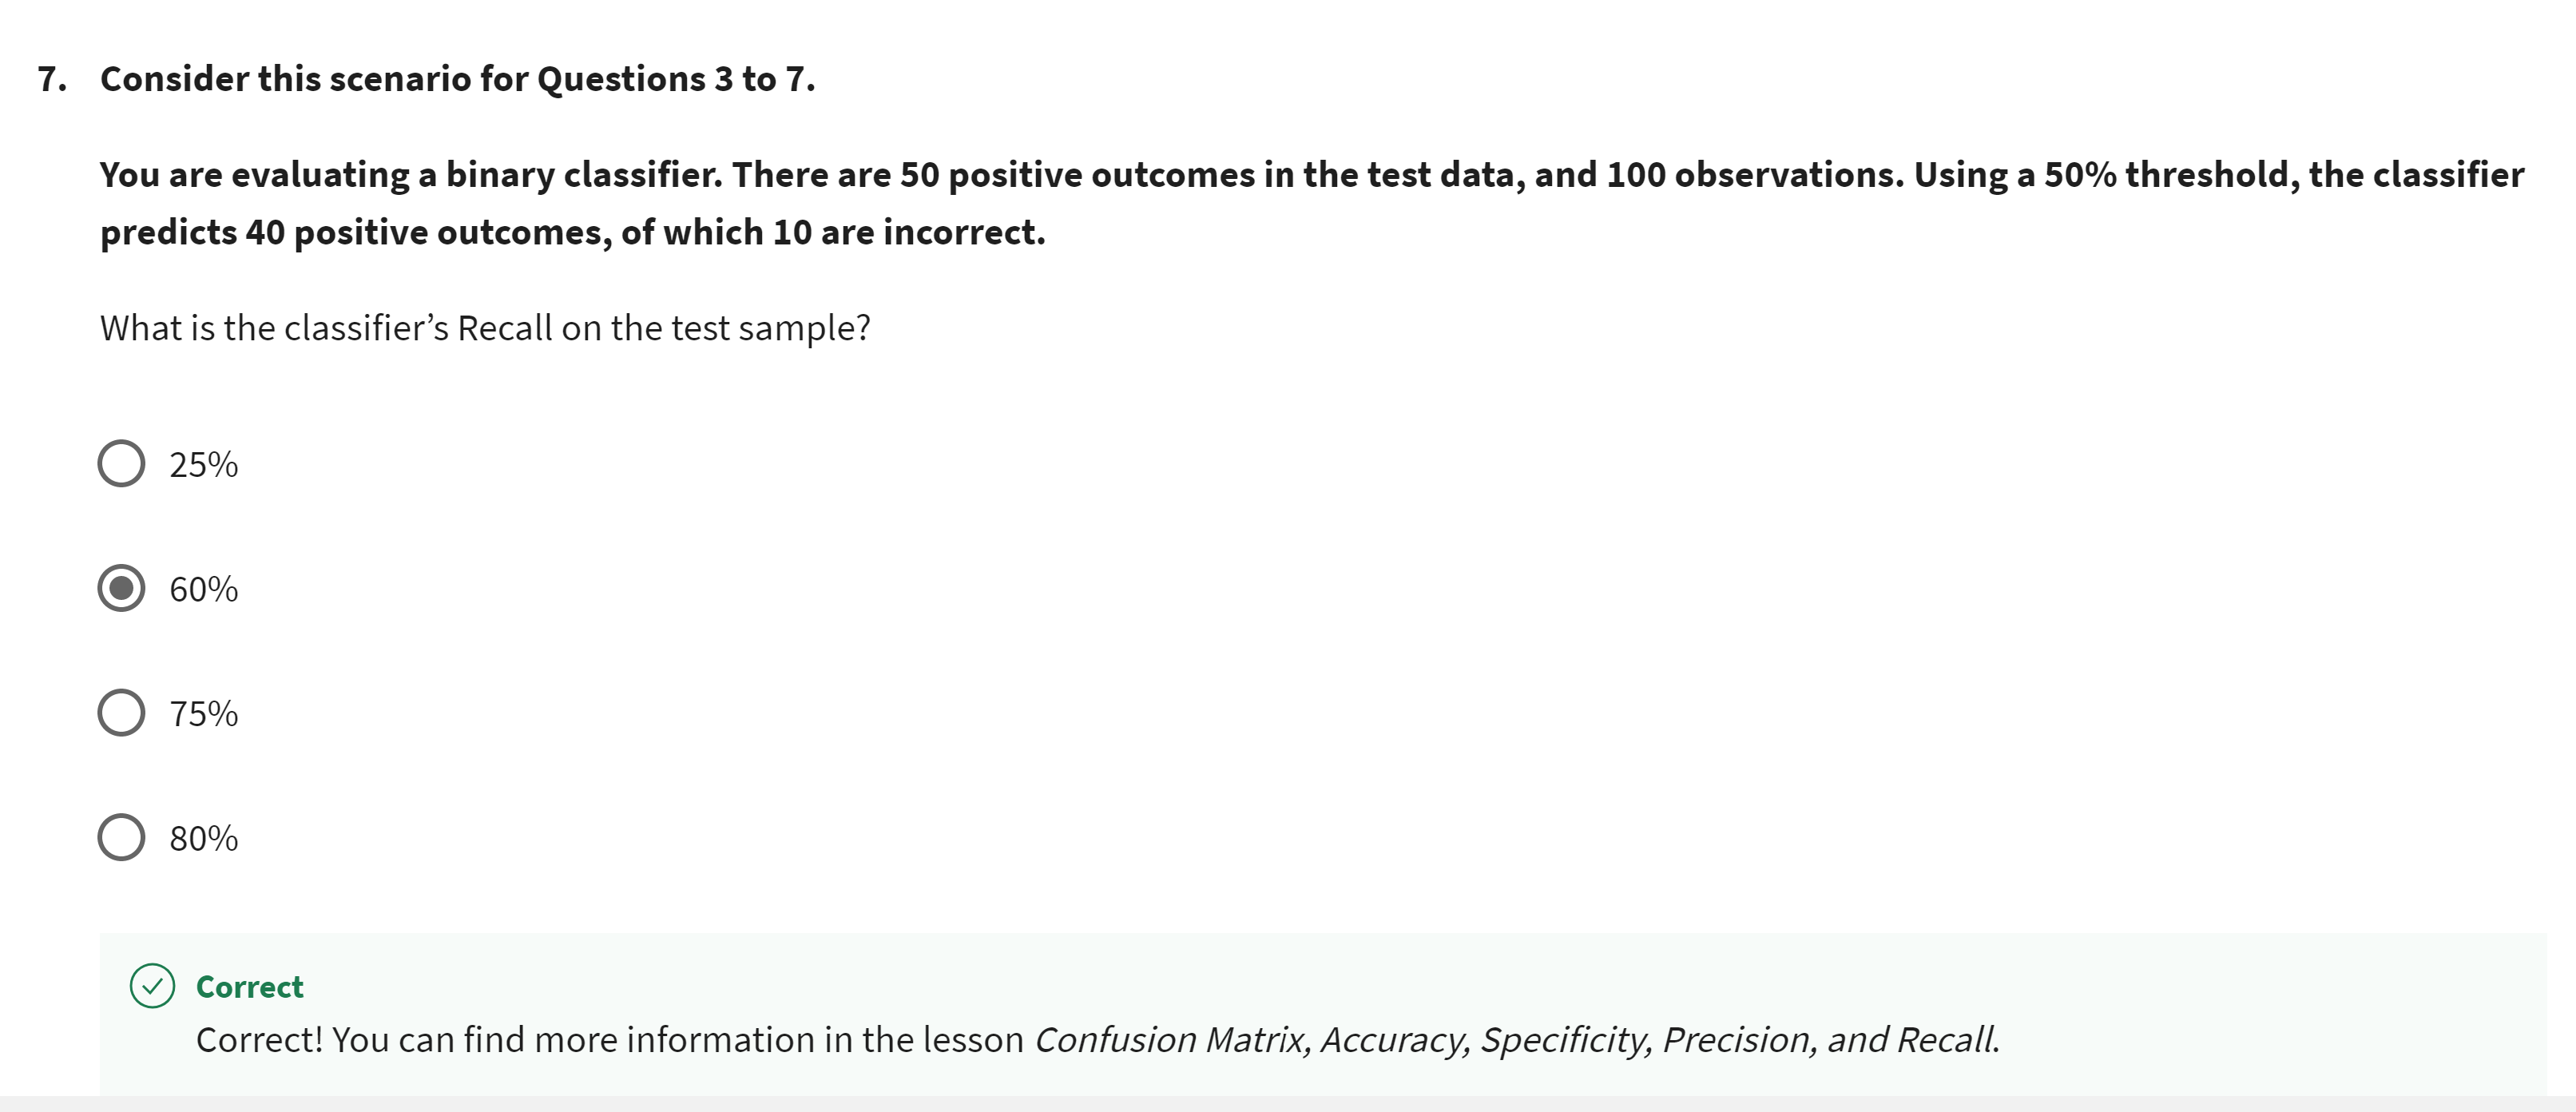 7. Consider this scenario for Questions 3 to 7.
You are evaluating a binary classifier. There are 50 positive outcomes in the test data, and 100 observations. Using a 50% threshold, the classifier
predicts 40 positive outcomes, of which 10 are incorrect.
What is the classifier’s Recall on the test sample?
25%
60%
75%
80%
Correct
Correct! You can find more information in the lesson Confusion Matrix, Accuracy, Specificity, Precision, and Recall.